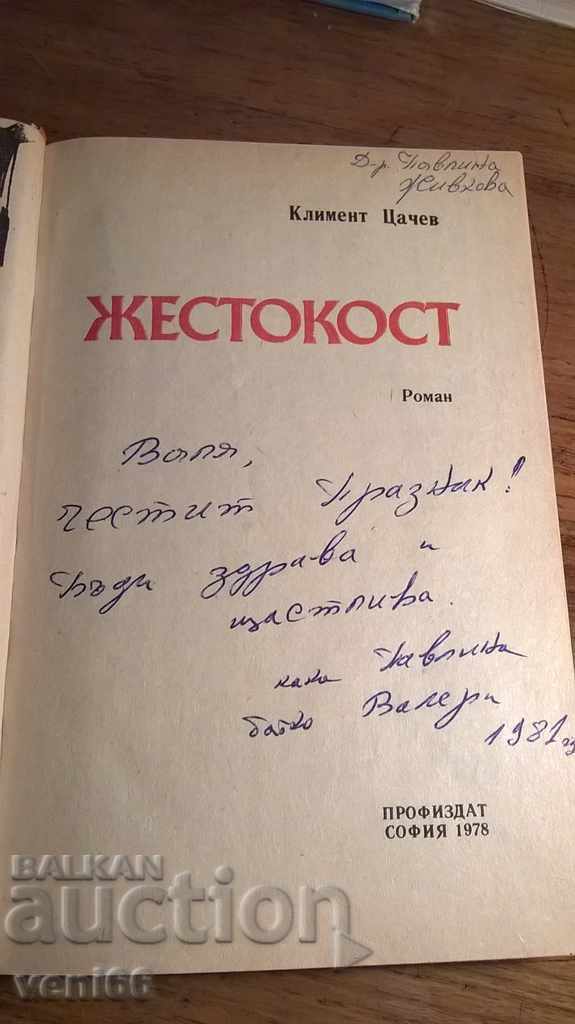 Д-р. Павлина
Живкова
Климент Цачев
ЖЕСТОКОСТ
Роман
Валя,
честит празник!
Бъди здрава и
щастлива.
кака Павлина
батко Валери
1981 г
ПРОФИЗДАТ
СОФИЯ 1978
BALKAN
auction
veni66